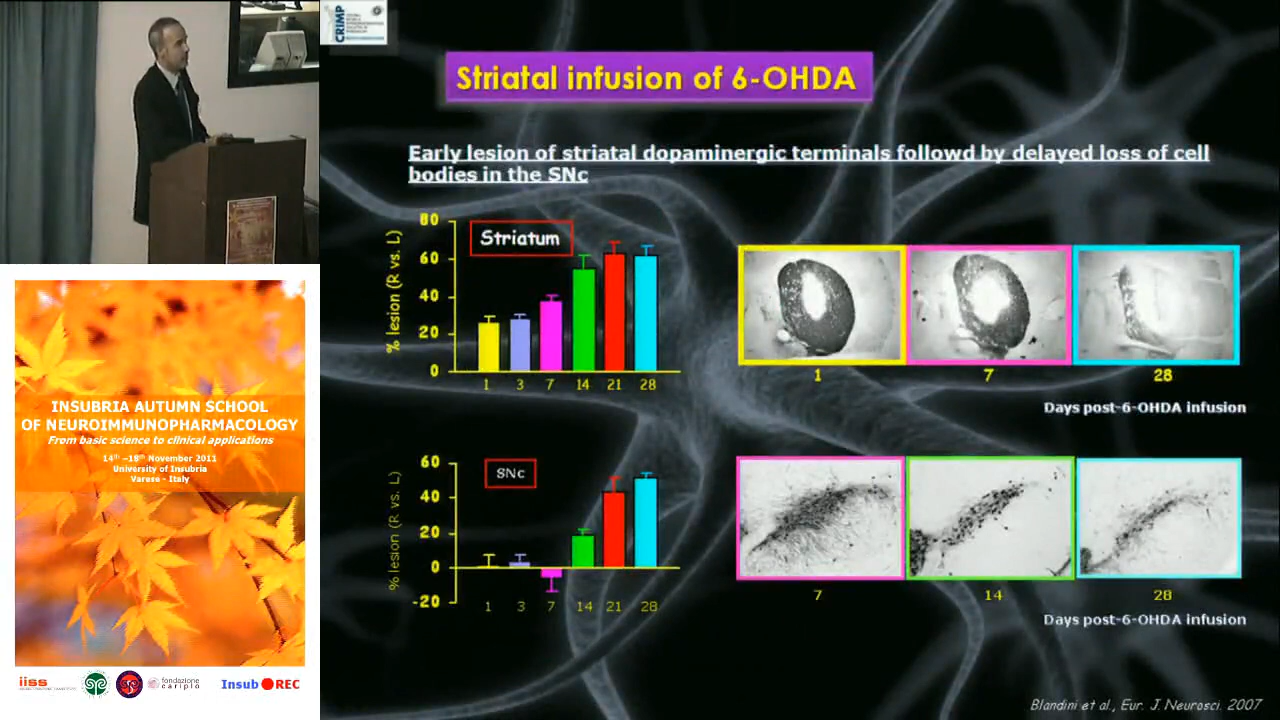 CRIMP
Striatal infusion of 6-OHDA
Early lesion of striatal dopaminergic terminals followd by delayed loss of cell
bodies in the SNc
% lesion (R vs. L)
80
60
40
20
0
Striatum
1 3 7 14 21 28
1 7 28
Days post-6-OHDA infusion
% lesion (R vs. L)
60
40
20
0
-20
SNc
1 3 7 14 21 28
7 14 28
Days post-6-OHDA infusion
Blandini et al., Eur. J. Neurosci. 2007
INSUBRIA AUTUMN SCHOOL
OF NEUROIMMUNOPHARMACOLOGY
From basic science to clinical applications
14th –18th November 2011
University of Insubria
Varese - Italy
iiss
fondazione
cariplo
Insub REC